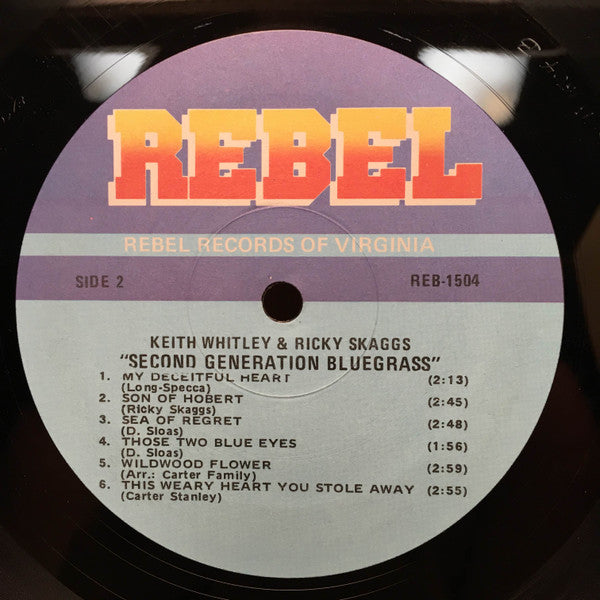 REBEL
REBEL RECORDS OF VIRGINIA
SIDE 2 REB-1504
KEITH WHITLEY & RICKY SKAGGS
"SECOND GENERATION BLUEGRASS"
1. MY DECEITFUL HEART (2:13)
(Long-Specca)
2. SON OF HOBERT (2:45)
(Ricky Skaggs)
3. SEA OF REGRET (2:48)
(D. Sloas)
4. THOSE TWO BLUE EYES (1:56)
(D. Sloas)
5. WILDWOOD FLOWER (2:59)
(Arr.: Carter Family)
6. THIS WEARY HEART YOU STOLE AWAY (2:55)
(Carter Stanley)